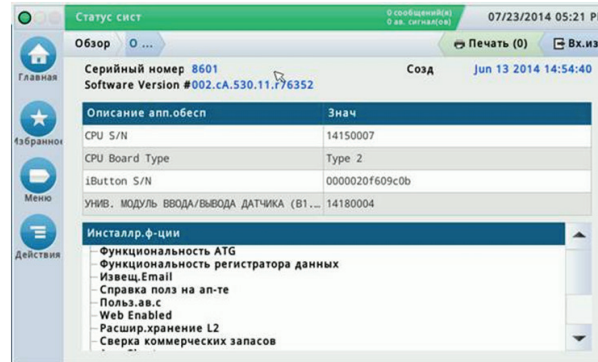 Статус сист
0 сообщений(я)
0 ав. сигнал(ов)
07/23/2014 05:21 P
Обзор О ...
Печать (0) Вх.из
Главная
Избранное
Меню
Действия
Серийный номер 8601 Созд Jun 13 2014 14:54:40
Software Version #002.cA.530.11.r76352
Описание апп.обесп Знач
CPU S/N 14150007
CPU Board Type Type 2
iButton S/N 0000020f609c0b
УНИВ. МОДУЛЬ ВВОДА/ВЫВОДА ДАТЧИКА (B1... 14180004
Инсталлр.ф-ции
Функциональность ATG
Функциональность регистратора данных
Извещ.Email
Справка полз на ап-те
Польз.ав.с
Web Enabled
Расшир.хранение L2
Сверка коммерческих запасов